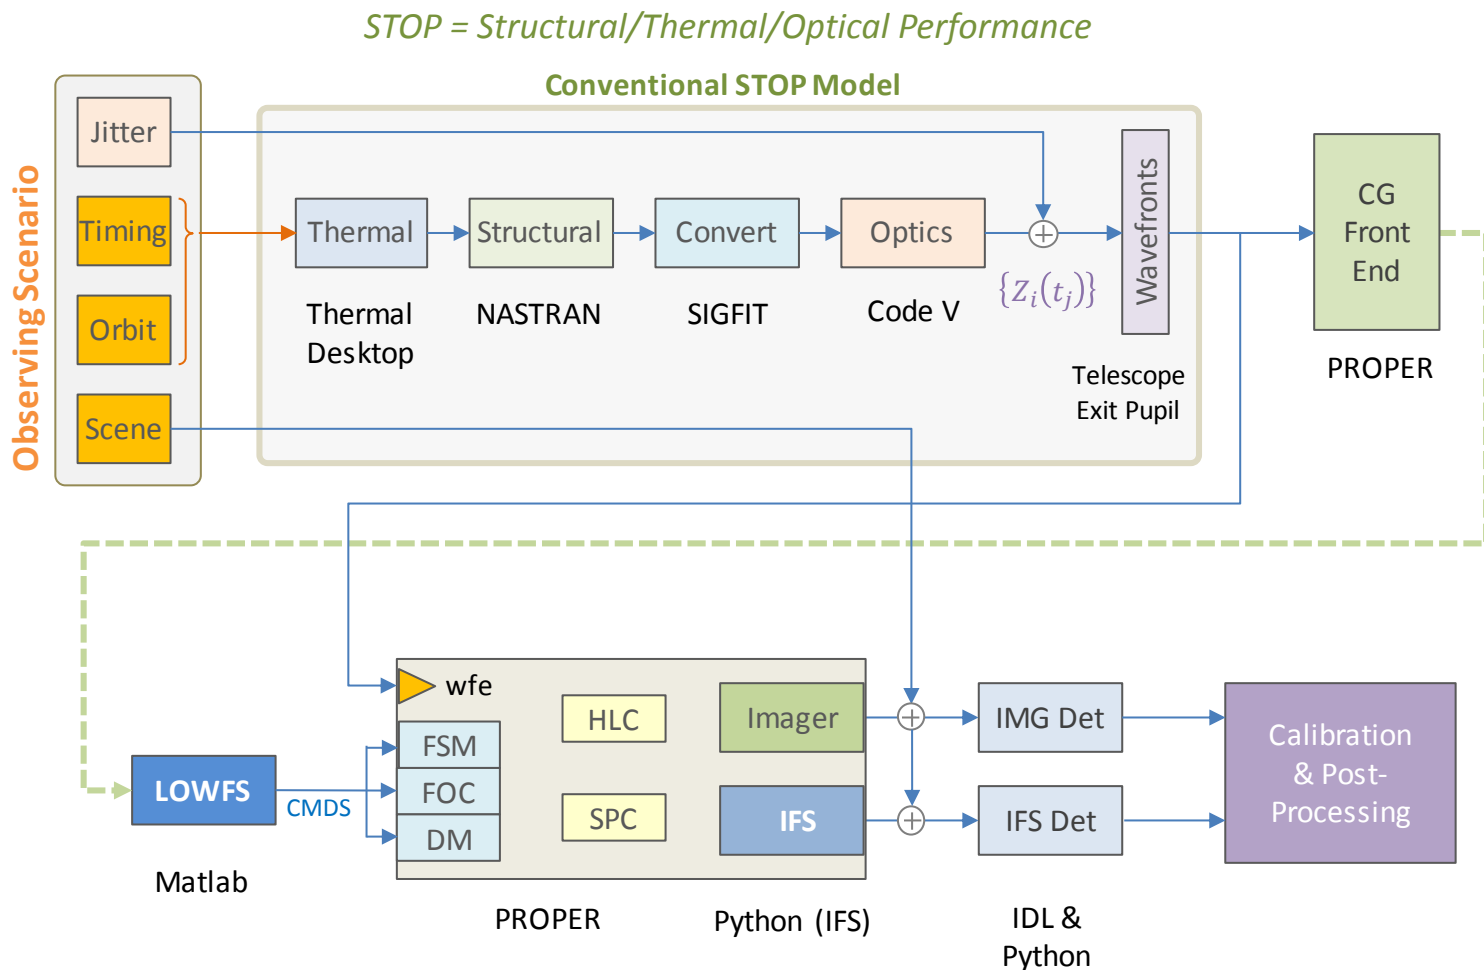 STOP = Structural/Thermal/Optical Performance
Conventional STOP Model
Observing Scenario
Jitter
Timing
Orbit
Scene
Thermal
Structural
Convert
Optics
{Z_i(t_j)}
Wavefronts
CG
Front
End
Thermal
Desktop
NASTRAN
SIGFIT
Code V
Telescope
Exit Pupil
PROPER
wfe
FSM
FOC
DM
HLC
SPC
Imager
IFS
IMG Det
IFS Det
Calibration
& Post-
Processing
LOWFS
CMDS
Matlab
PROPER
Python (IFS)
IDL &
Python